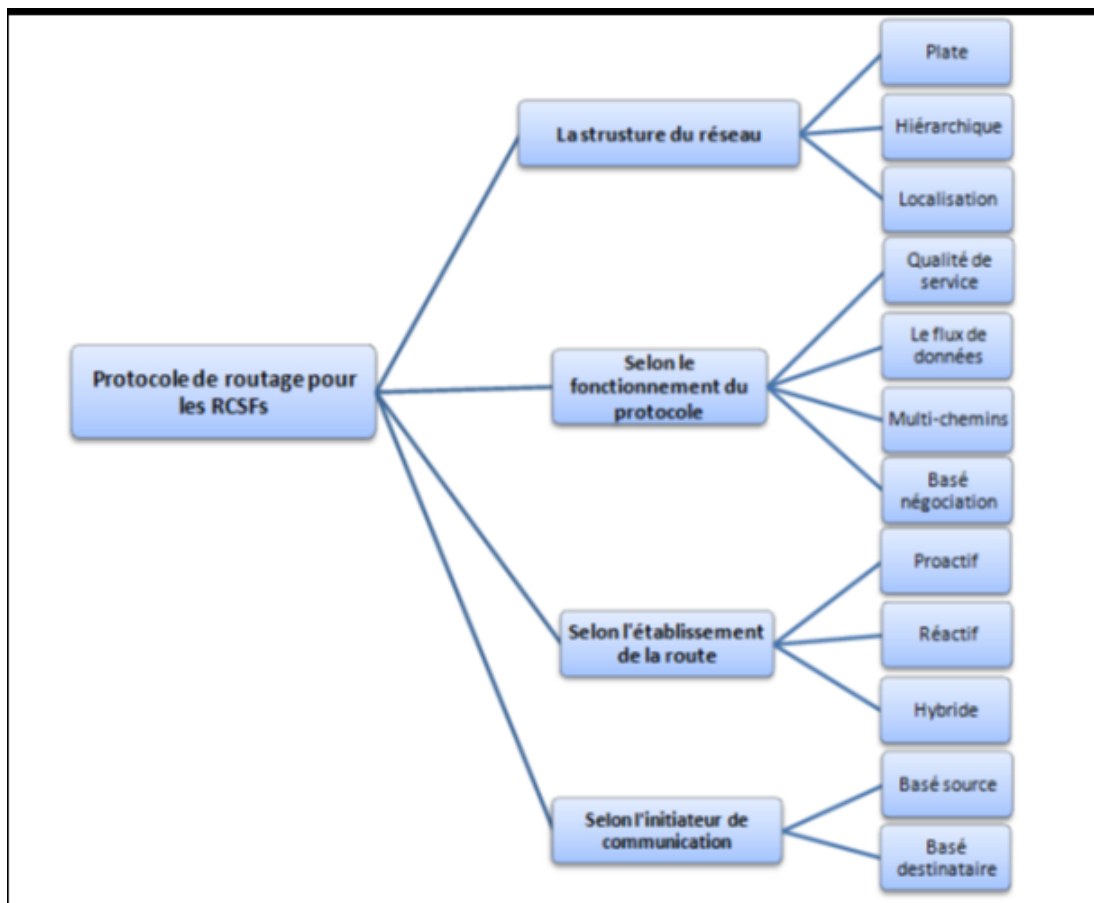 Protocole de routage pour
les RCSFs
La strusture du réseau
Plate
Hiérarchique
Localisation
Selon le
fonctionnement du
protocole
Qualité de
service
Le flux de
données
Multi-chemins
Basé
négociation
Selon l'établissement
de la route
Proactif
Réactif
Hybride
Selon l'initiateur de
communication
Basé source
Basé
destinataire